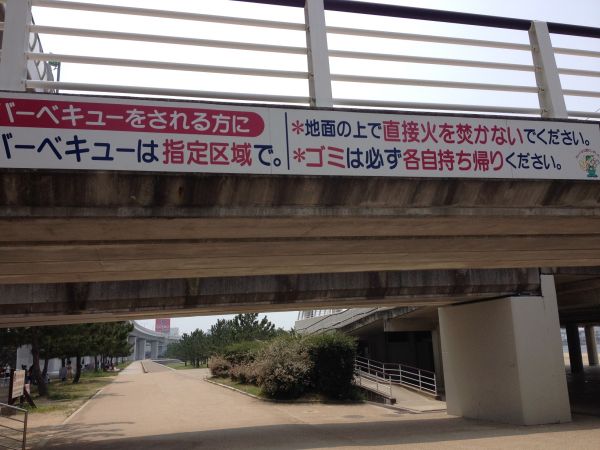 バーベキューをされる方に
バーベキューは指定区域で。
*地面の上で直接火を焚かないでください。
*ゴミは必ず各自持ち帰りください。